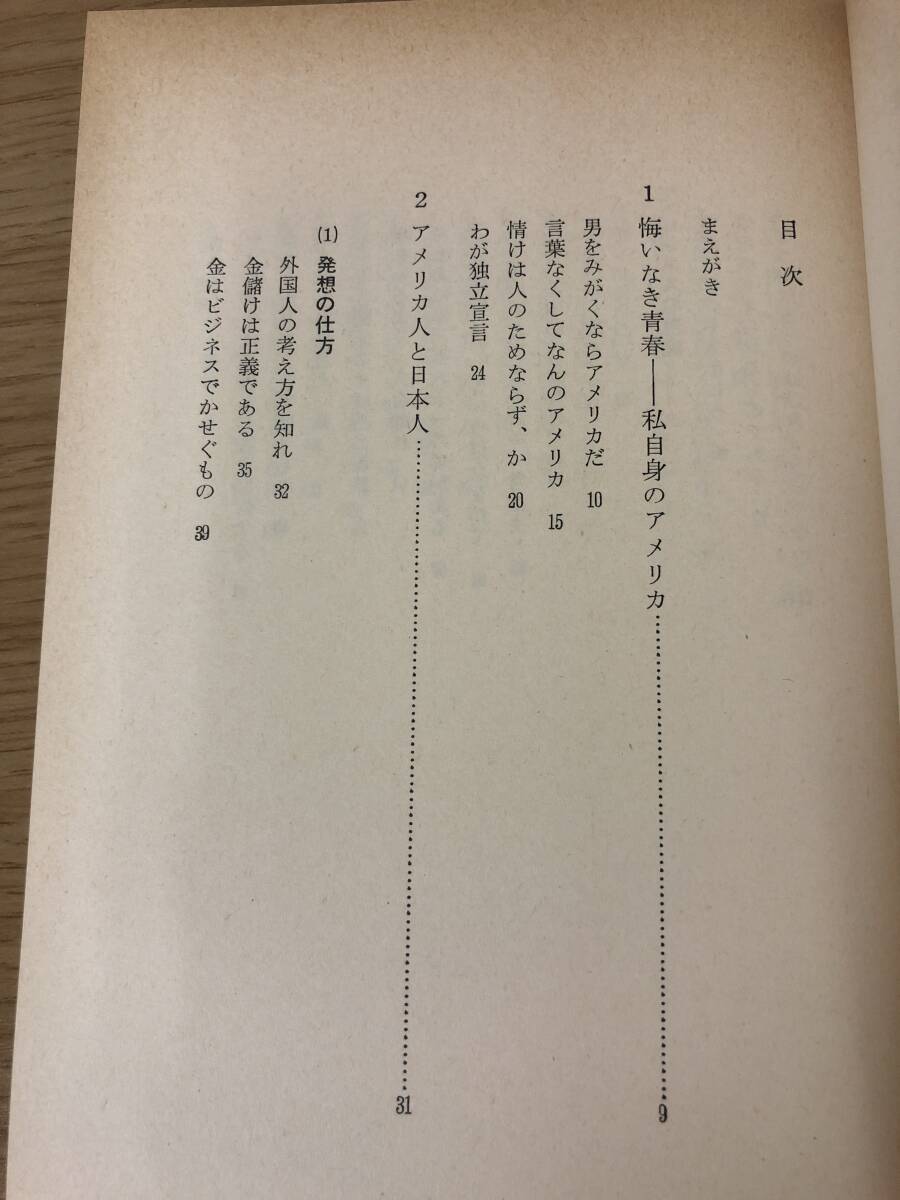 目次
まえがき
1 悔いなき青春――私自身のアメリカ……………………9
男をみがくならアメリカだ 10
言葉なくしてなんのアメリカ 15
情けは人のためならず、か 20
わが独立宣言 24
2 アメリカ人と日本人……………………31
(1) 発想の仕方
外国人の考え方を知れ 32
金儲けは正義である 35
金はビジネスでかせぐもの 39